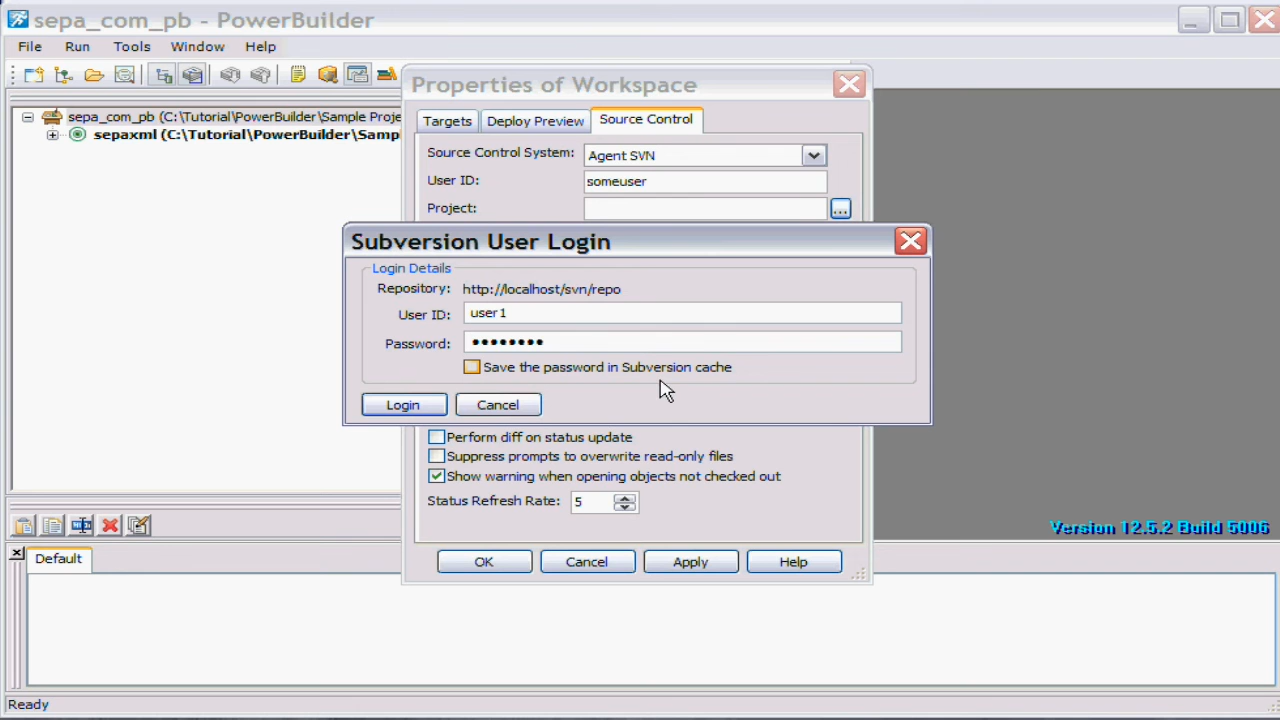 sepa_com_pb - PowerBuilder
File Run Tools Window Help
sepa_com_pb (C:\Tutorial\PowerBuilder\Sample Proje
sepaxml (C:\Tutorial\PowerBuilder\Samp
Properties of Workspace
Targets Deploy Preview Source Control
Source Control System: Agent SVN
User ID: someuser
Project:
...
Subversion User Login
Login Details
Repository: http://localhost/svn/repo
User ID: user1
Password: ••••••••
Save the password in Subversion cache
Login Cancel
Perform diff on status update
Suppress prompts to overwrite read-only files
Show warning when opening objects not checked out
Status Refresh Rate: 5
OK Cancel Apply Help
Version 12.5.2 Build 5006
Default
Ready